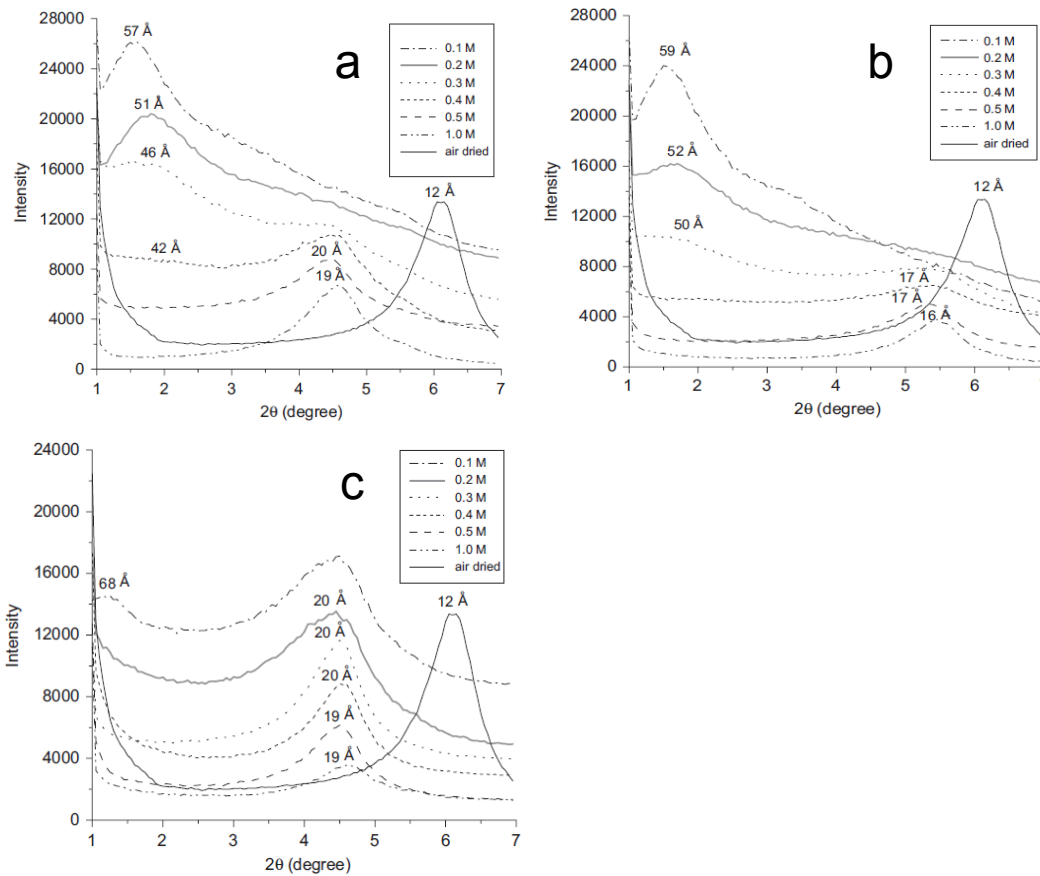 28000
24000
20000
16000
12000
8000
4000
0
Intensity
1 2 3 4 5 6 7
2θ (degree)
57 Å
51 Å
46 Å
42 Å
20 Å
19 Å
12 Å
a
0.1 M
0.2 M
0.3 M
0.4 M
0.5 M
1.0 M
air dried
28000
24000
20000
16000
12000
8000
4000
0
Intensity
1 2 3 4 5 6
2θ (degree)
59 Å
52 Å
50 Å
17 Å
17 Å
16 Å
12 Å
b
0.1 M
0.2 M
0.3 M
0.4 M
0.5 M
1.0 M
air dried
24000
20000
16000
12000
8000
4000
0
Intensity
1 2 3 4 5 6 7
2θ (degree)
68 Å
20 Å
20 Å
20 Å
19 Å
19 Å
12 Å
c
0.1 M
0.2 M
0.3 M
0.4 M
0.5 M
1.0 M
air dried